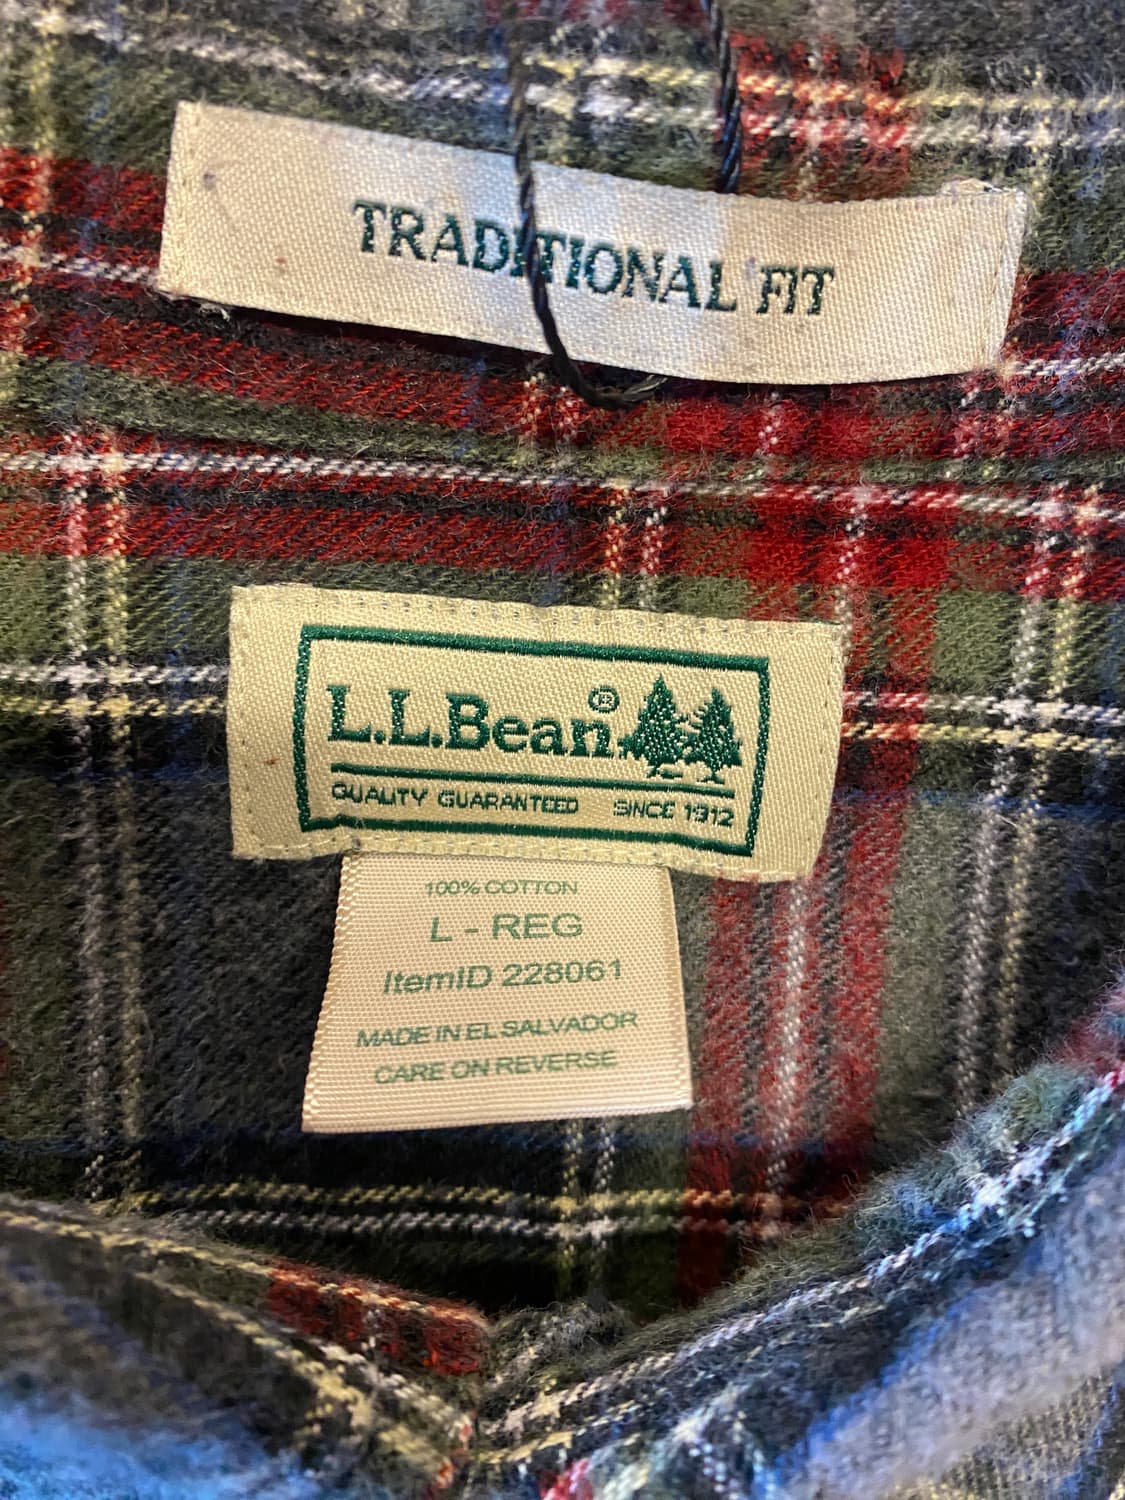 TRADITIONAL FIT
L.L.Bean®
QUALITY GUARANTEED SINCE 1912
100% COTTON
L - REG
ItemID 228061
MADE IN EL SALVADOR
CARE ON REVERSE